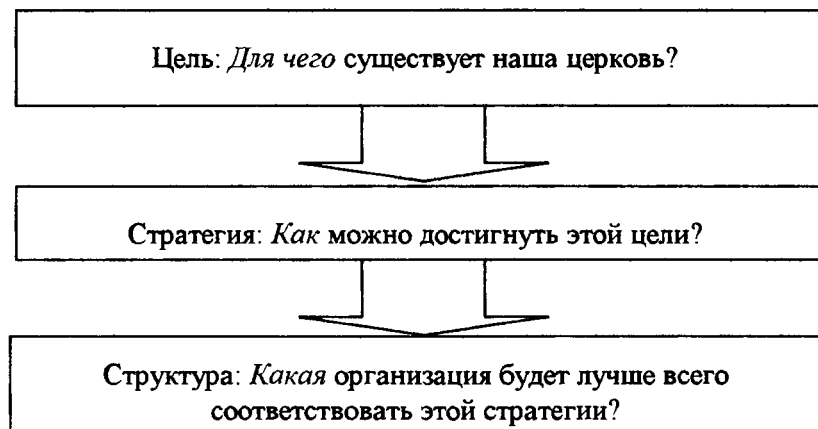 Цель: Для чего существует наша церковь?
Стратегия: Как можно достигнуть этой цели?
Структура: Какая организация будет лучше всего
соответствовать этой стратегии?